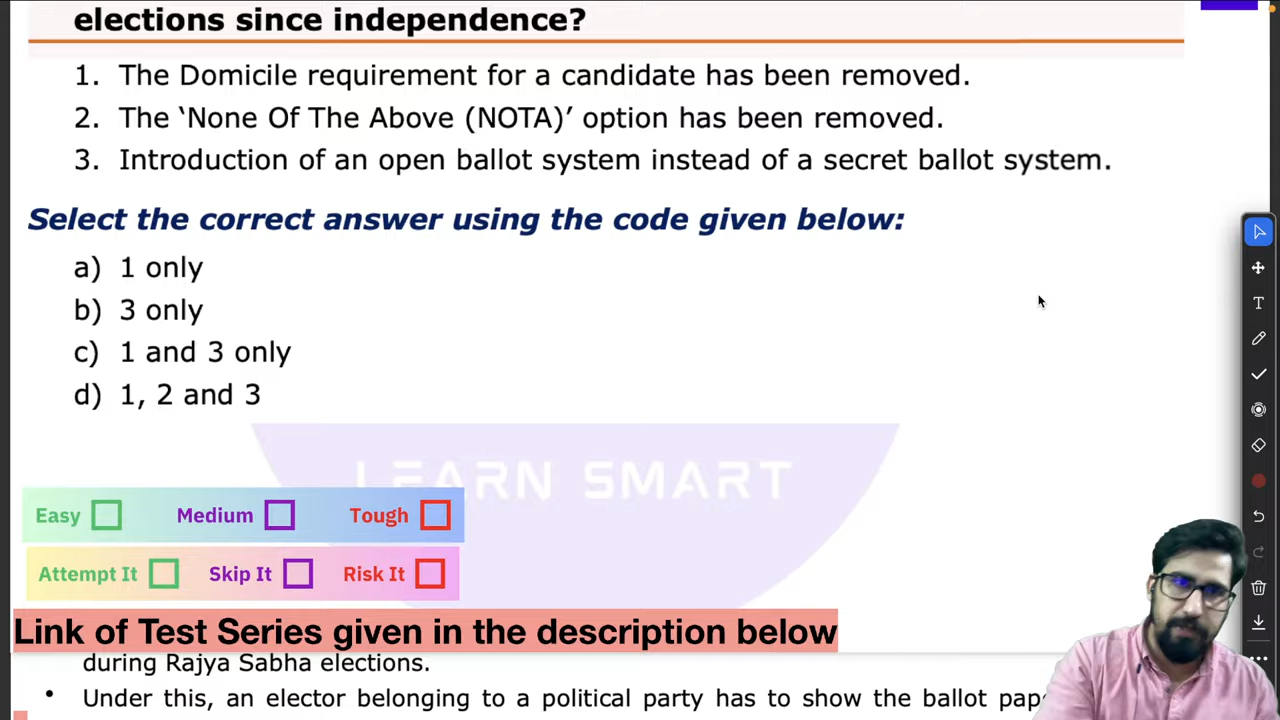 elections since independence?
1. The Domicile requirement for a candidate has been removed.
2. The ‘None Of The Above (NOTA)’ option has been removed.
3. Introduction of an open ballot system instead of a secret ballot system.
Select the correct answer using the code given below:
a) 1 only
b) 3 only
c) 1 and 3 only
d) 1, 2 and 3
LEARN SMART
Easy Medium Tough
Attempt It Skip It Risk It
Link of Test Series given in the description below
during Rajya Sabha elections.
• Under this, an elector belonging to a political party has to show the ballot
T